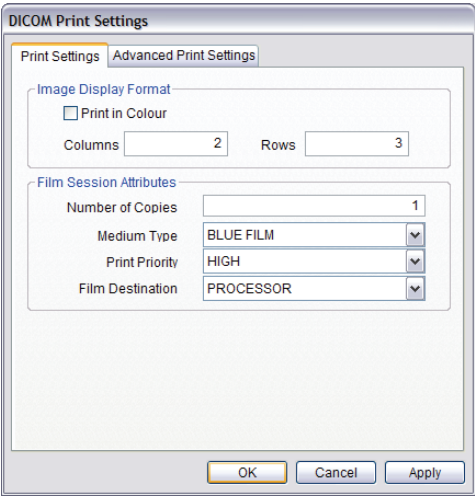 DICOM Print Settings
Print Settings Advanced Print Settings
Image Display Format
Print in Colour
Columns 2 Rows 3
Film Session Attributes
Number of Copies 1
Medium Type BLUE FILM
Print Priority HIGH
Film Destination PROCESSOR
OK Cancel Apply